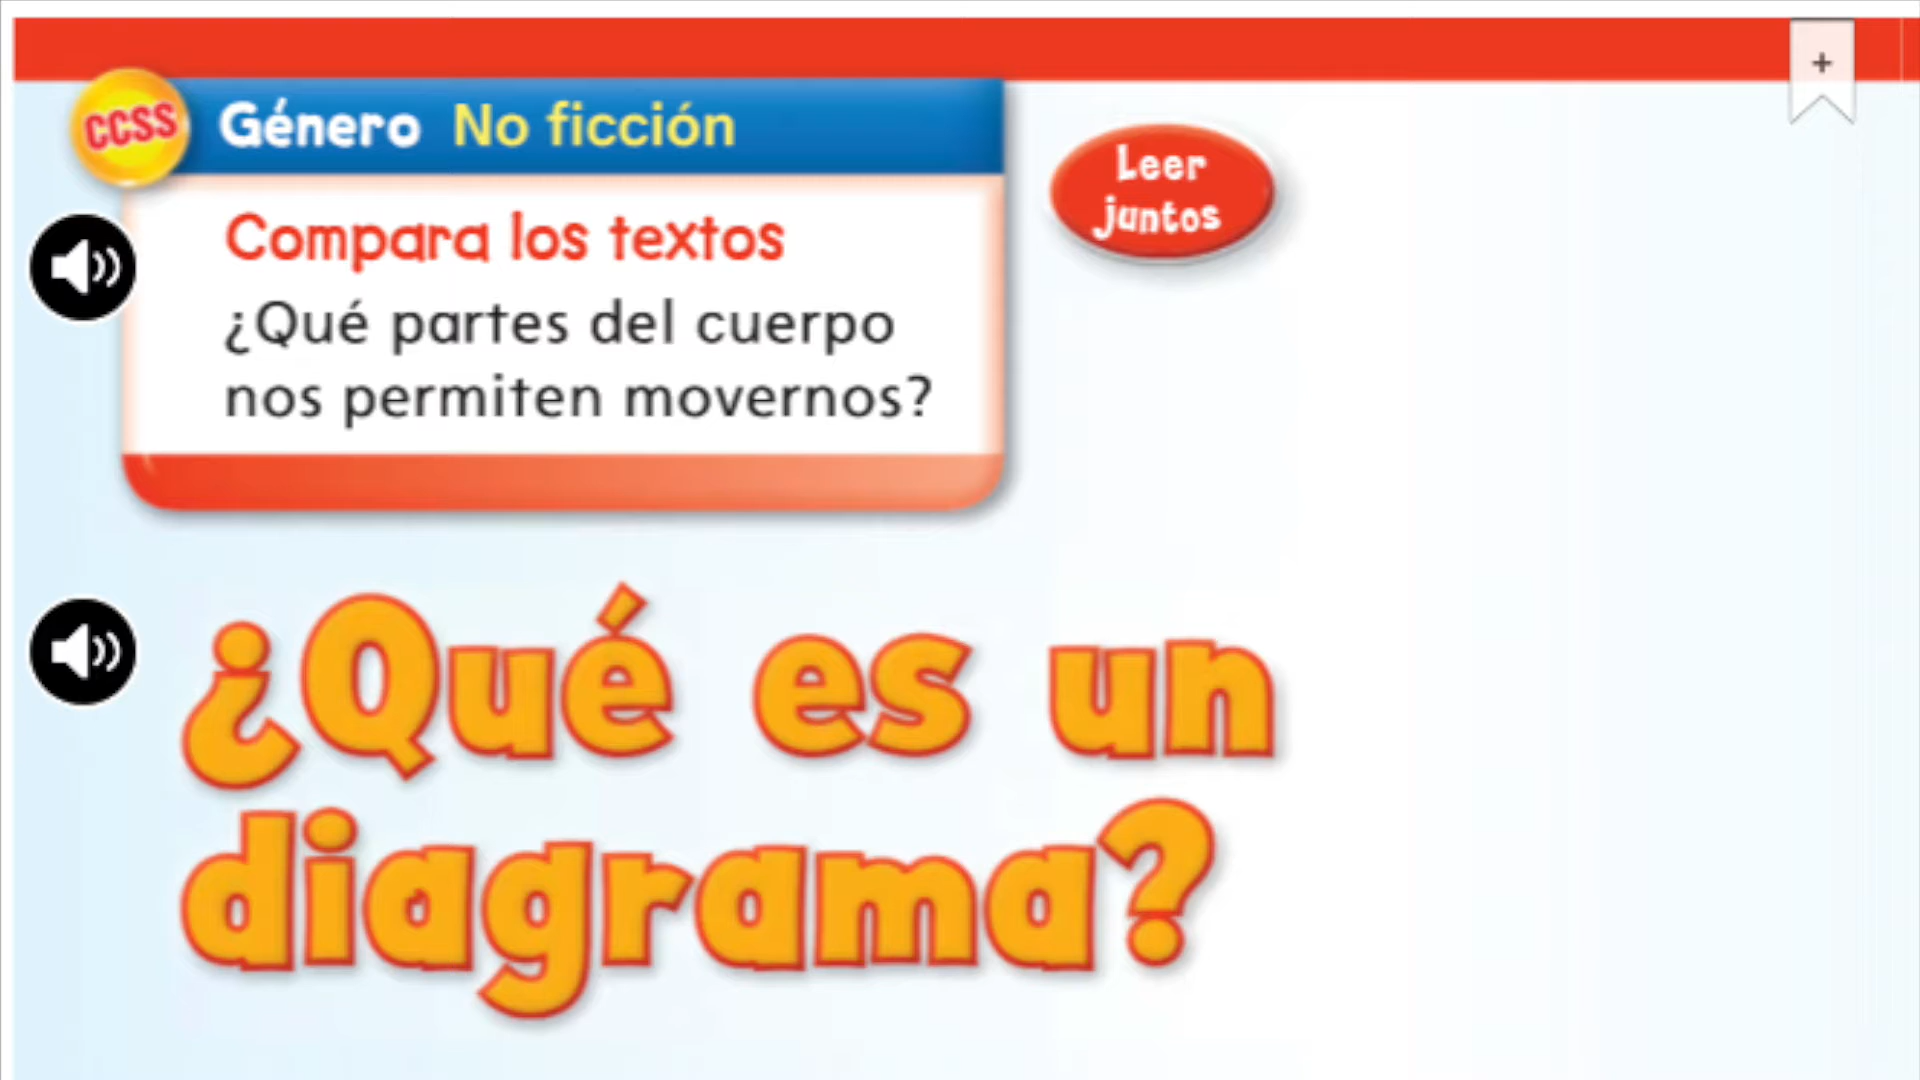 CCSS Género No ficción
Leer
juntos
Compara los textos
¿Qué partes del cuerpo
nos permiten movernos?
¿Qué es un
diagrama?